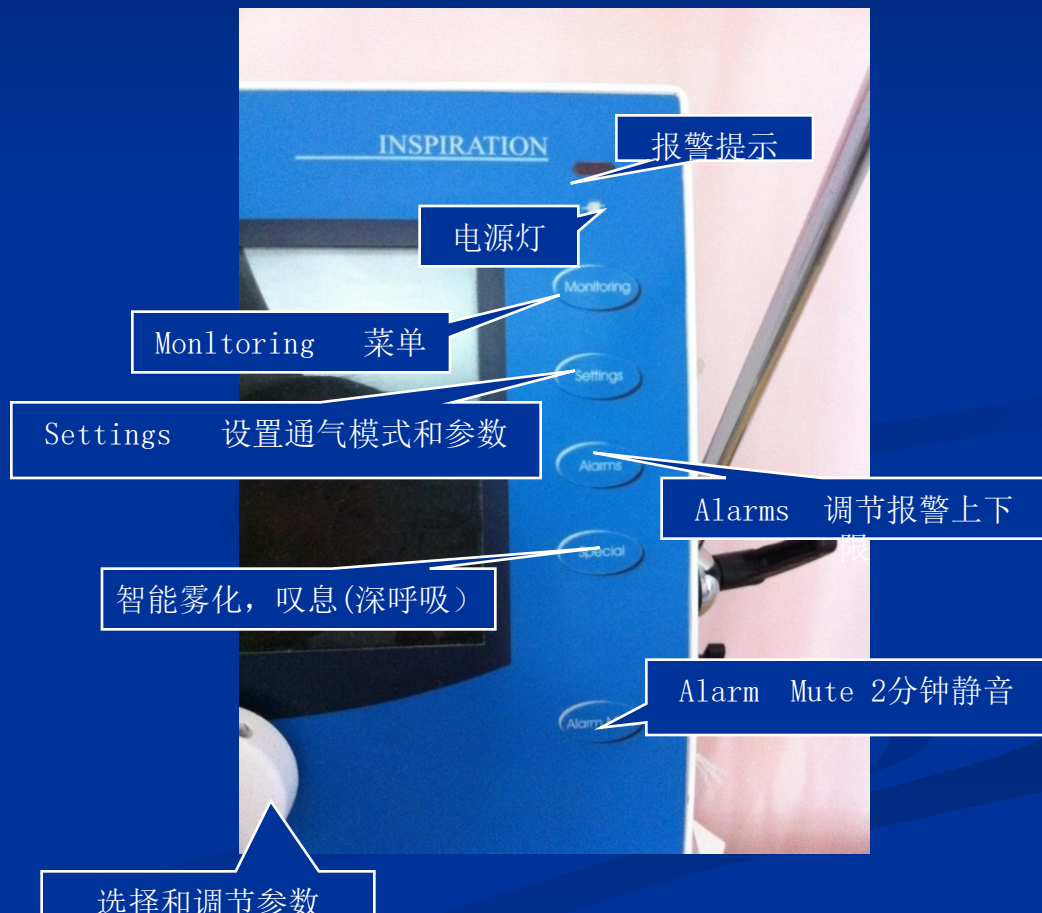 INSPIRATION
报警提示
电源灯
Monitoring
Monltoring 菜单
Settings
Settings 设置通气模式和参数
Alarms
Alarms 调节报警上下
限
Special
智能雾化，叹息(深呼吸）
Alarm Mute 2分钟静音
Alarm
选择和调节参数